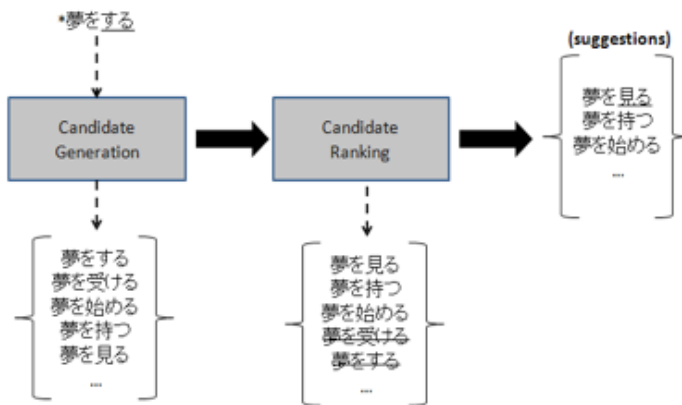 *夢をする
Candidate
Generation
夢をする
夢を受ける
夢を始める
夢を持つ
夢を見る
...
Candidate
Ranking
夢を見る
夢を持つ
夢を始める
夢を受ける
夢をする
...
(suggestions)
夢を見る
夢を持つ
夢を始める
...